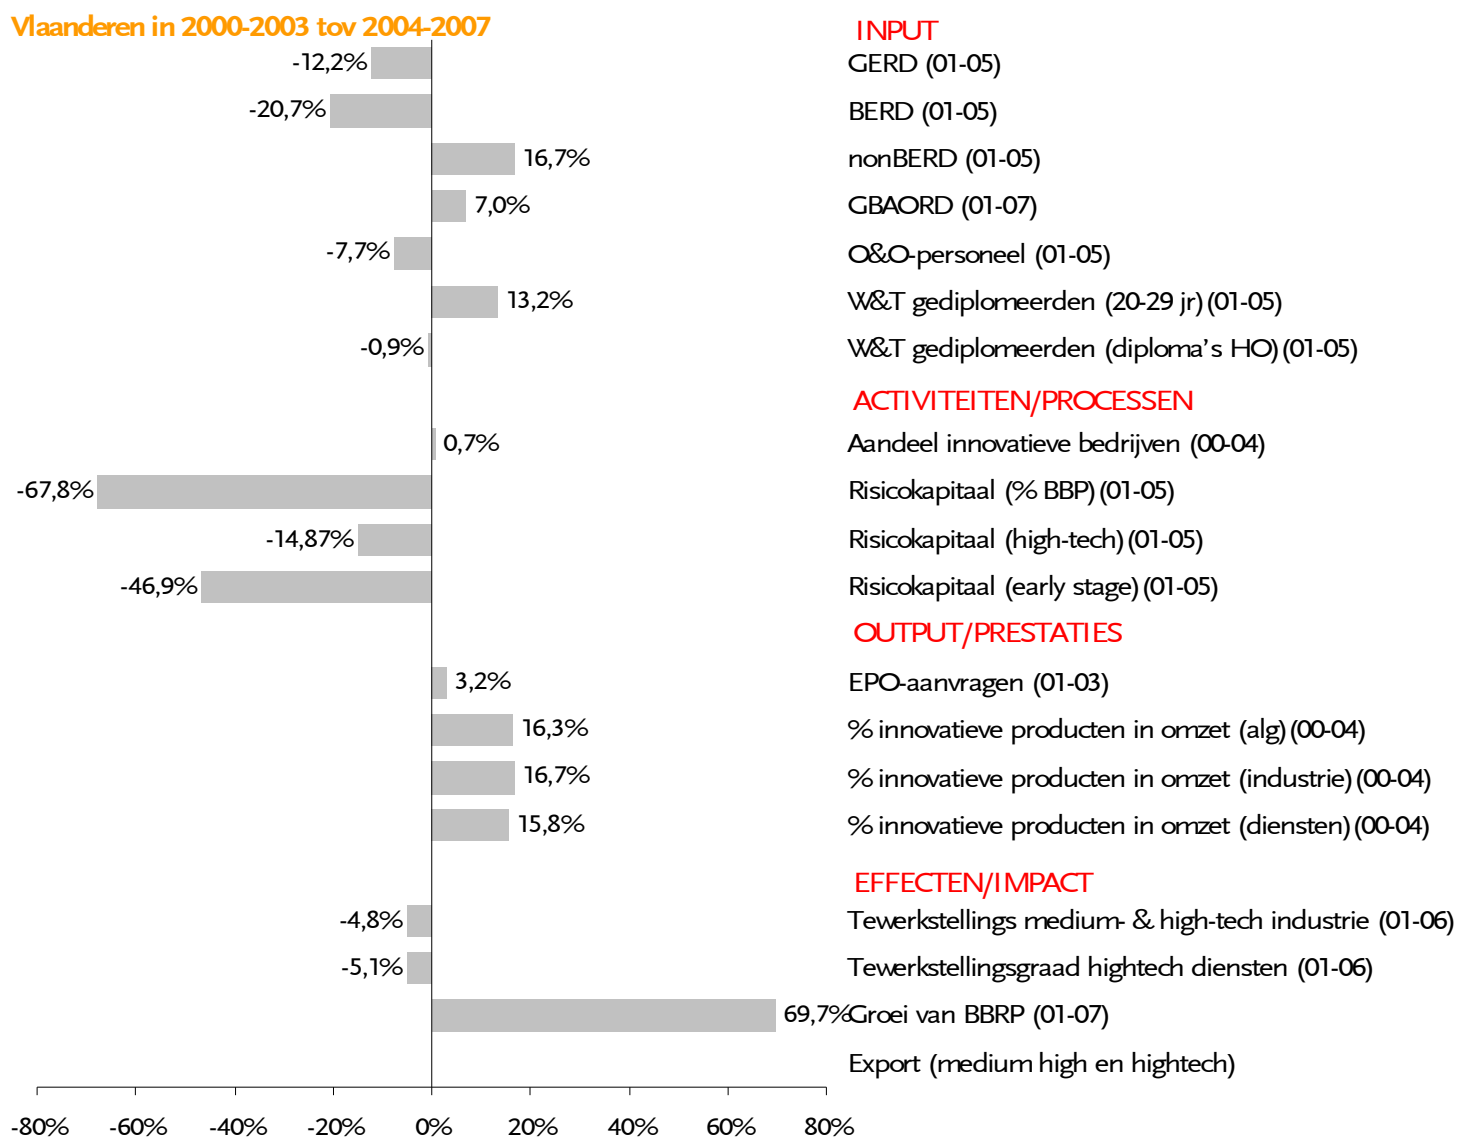 Vlaanderen in 2000-2003 tov 2004-2007
INPUT
-12,2% GERD (01-05)
-20,7% BERD (01-05)
16,7% nonBERD (01-05)
7,0% GBAORD (01-07)
-7,7% O&O-personeel (01-05)
13,2% W&T gediplomeerden (20-29 jr) (01-05)
-0,9% W&T gediplomeerden (diploma's HO) (01-05)
ACTIVITEITEN/PROCESSEN
0,7% Aandeel innovatieve bedrijven (00-04)
-67,8% Risicokapitaal (% BBP) (01-05)
-14,87% Risicokapitaal (high-tech) (01-05)
-46,9% Risicokapitaal (early stage) (01-05)
OUTPUT/PRESTATIES
3,2% EPO-aanvragen (01-03)
16,3% % innovatieve producten in omzet (alg) (00-04)
16,7% % innovatieve producten in omzet (industrie) (00-04)
15,8% % innovatieve producten in omzet (diensten) (00-04)
EFFECTEN/IMPACT
-4,8% Tewerkstellings medium- & high-tech industrie (01-06)
-5,1% Tewerkstellingsgraad hightech diensten (01-06)
69,7% Groei van BBRP (01-07)
Export (medium high en hightech)
-80% -60% -40% -20% 0% 20% 40% 60% 80%